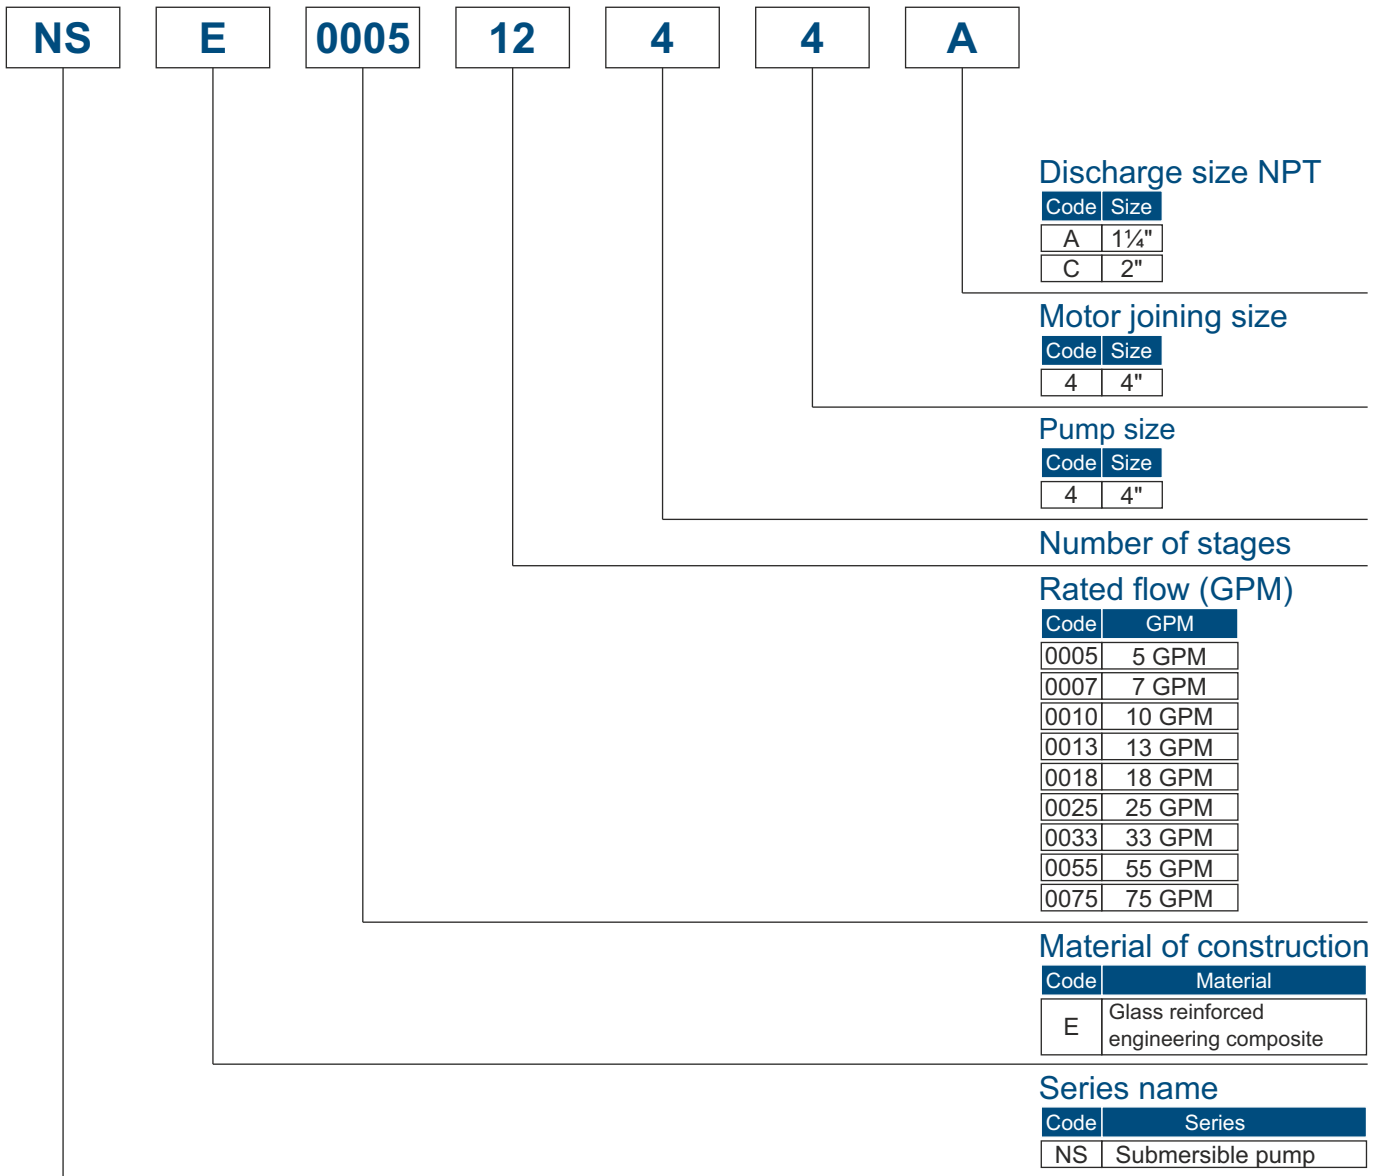 NS E 0005 12 4 4 A
Discharge size NPT
Code Size
A 1¼"
C 2"
Motor joining size
Code Size
4 4"
Pump size
Code Size
4 4"
Number of stages
Rated flow (GPM)
Code GPM
0005 5 GPM
0007 7 GPM
0010 10 GPM
0013 13 GPM
0018 18 GPM
0025 25 GPM
0033 33 GPM
0055 55 GPM
0075 75 GPM
Material of construction
Code Material
E Glass reinforced
engineering composite
Series name
Code Series
NS Submersible pump